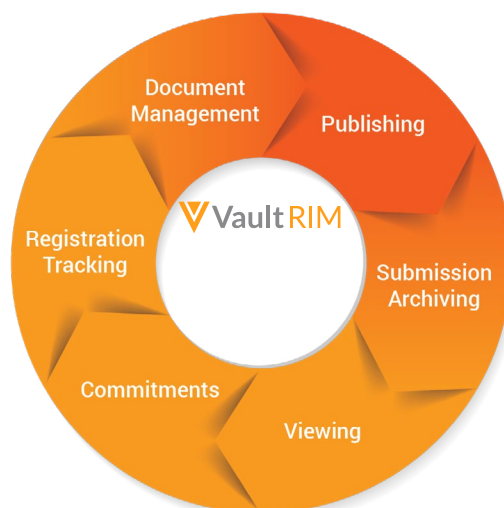 Document
Management
Publishing
Vault RIM
Registration
Tracking
Submission
Archiving
Commitments
Viewing